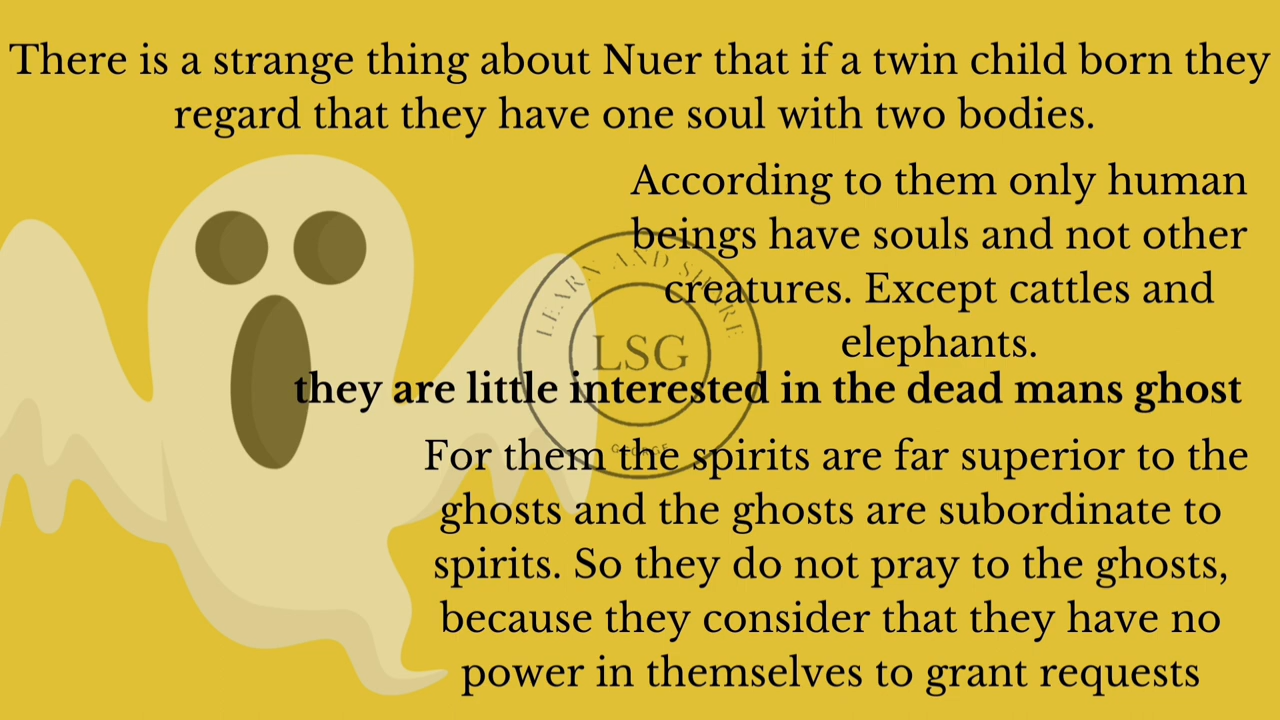 There is a strange thing about Nuer that if a twin child born they
regard that they have one soul with two bodies.
According to them only human
beings have souls and not other
creatures. Except cattles and
elephants.
they are little interested in the dead mans ghost
For them the spirits are far superior to the
ghosts and the ghosts are subordinate to
spirits. So they do not pray to the ghosts,
because they consider that they have no
power in themselves to grant requests
LEARN AND SHARE
LSG
GEORGE